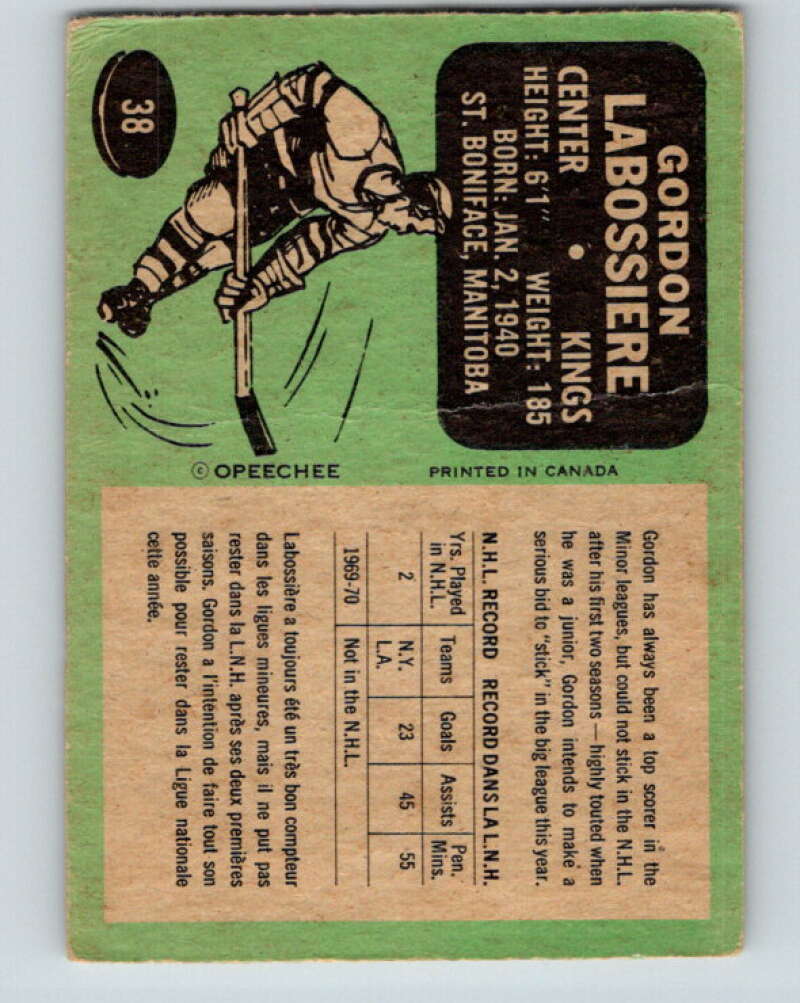 GORDON
LABOSSIERE
CENTER • KINGS
HEIGHT: 6'1" WEIGHT: 185
BORN: JAN. 2, 1940
ST. BONIFACE, MANITOBA
38
© OPEECHEE
PRINTED IN CANADA
Gordon has always been a top scorer in the
Minor leagues, but could not stick in the N.H.L.
after his first two seasons — highly touted when
he was a junior, Gordon intends to make a
serious bid to "stick" in the big league this year.
N.H.L. RECORD RECORD DANS LA L.N.H.
Yrs. Played in N.H.L. Teams Goals Assists Pen. Mins.
2 N.Y. L.A. 23 45 55
1969-70 Not in the N.H.L.
Labossière a toujours été un très bon compteur
dans les ligues mineures, mais il ne put pas
rester dans la L.N.H. après ses deux premières
saisons. Gordon a l'intention de faire tout son
possible pour rester dans la Ligue nationale
cette année.